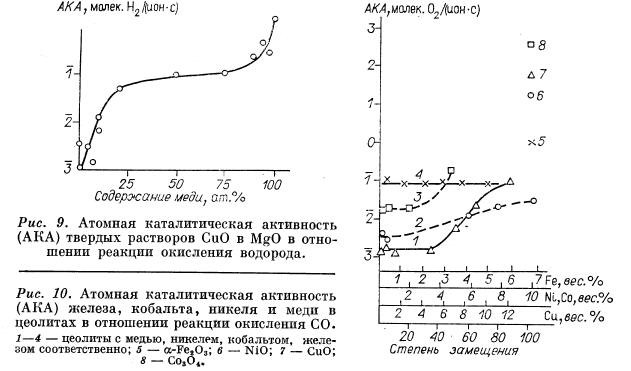 АКА, молек. H₂/(ион·с)
1̄
2̄
3̄
25
50
75
100
Содержание меди, ат.%
Рис. 9. Атомная каталитическая активность
(АКА) твердых растворов CuO в MgO в отно-
шении реакции окисления водорода.
Рис. 10. Атомная каталитическая активность
(АКА) железа, кобальта, никеля и меди в
цеолитах в отношении реакции окисления CO.
1—4 — цеолиты с медью, никелем, кобальтом, желе-
зом соответственно; 5 — α-Fe₂O₃; 6 — NiO; 7 — CuO;
8 — Co₃O₄.
АКА, молек. O₂/(ион·с)
3
2
1
0
1̄
2̄
3̄
8
7
6
5
4
3
2
1
1 2 3 4 5 6 7
Fe, вес.%
2 4 6 8 10
Ni,Co, вес.%
2 4 6 8 10 12
Cu, вес.%
20 40 60 80 100
Степень замещения